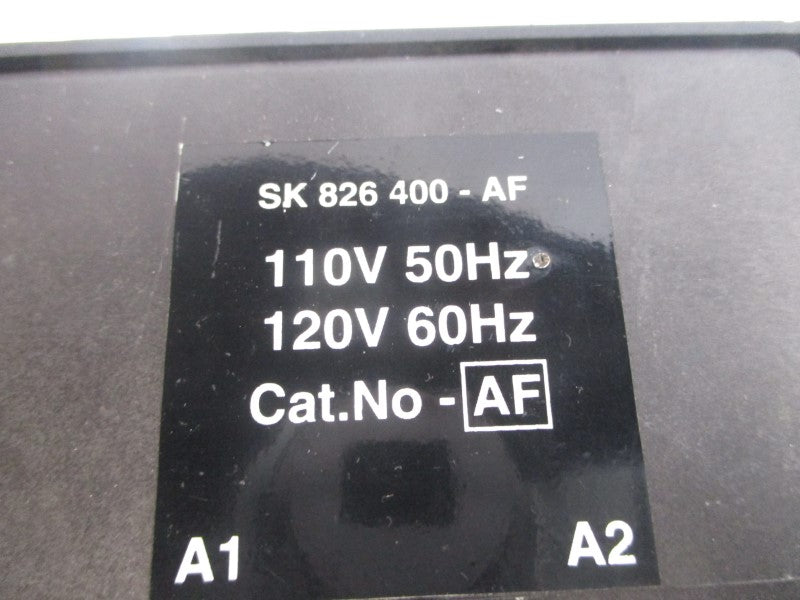 SK 826 400 - AF
110V 50Hz
120V 60Hz
Cat.No - AF
A1 A2